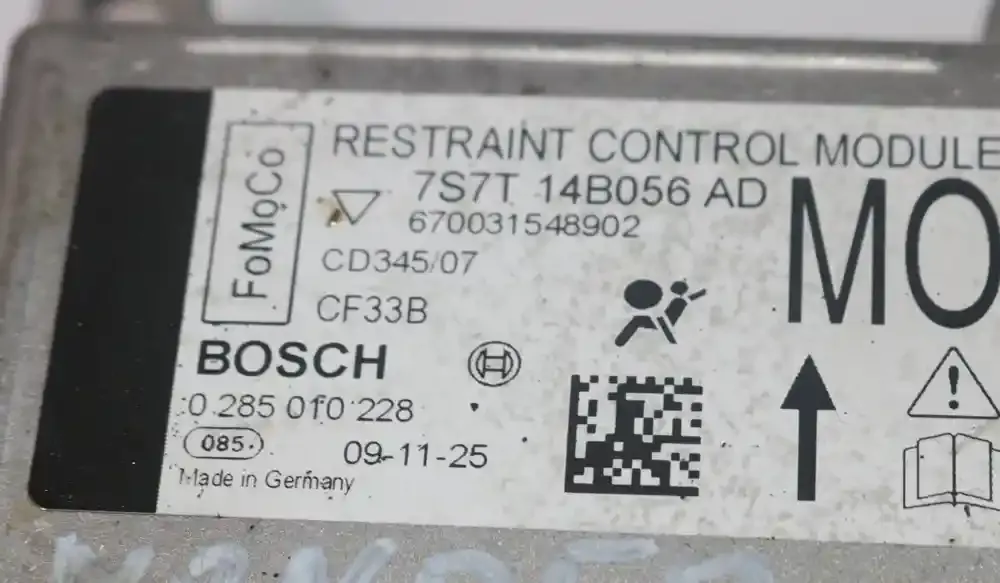 FoMoCo
RESTRAINT CONTROL MODULE
7S7T 14B056 AD
670031548902
CD345/07
CF33B
MO
BOSCH
0 285 010 228
085
09-11-25
Made in Germany